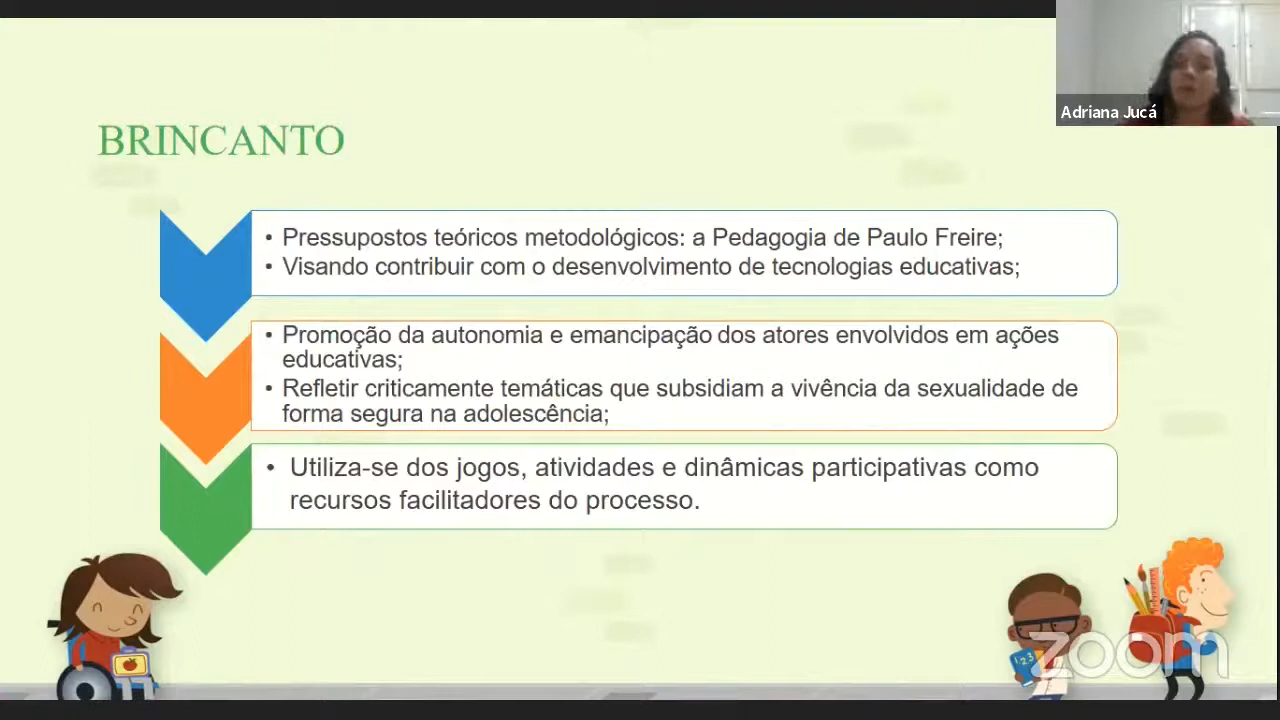 Adriana Jucá
BRINCANTO
• Pressupostos teóricos metodológicos: a Pedagogia de Paulo Freire;
• Visando contribuir com o desenvolvimento de tecnologias educativas;
• Promoção da autonomia e emancipação dos atores envolvidos em ações
educativas;
• Refletir criticamente temáticas que subsidiam a vivência da sexualidade de
forma segura na adolescência;
• Utiliza-se dos jogos, atividades e dinâmicas participativas como
recursos facilitadores do processo.
123
zoom